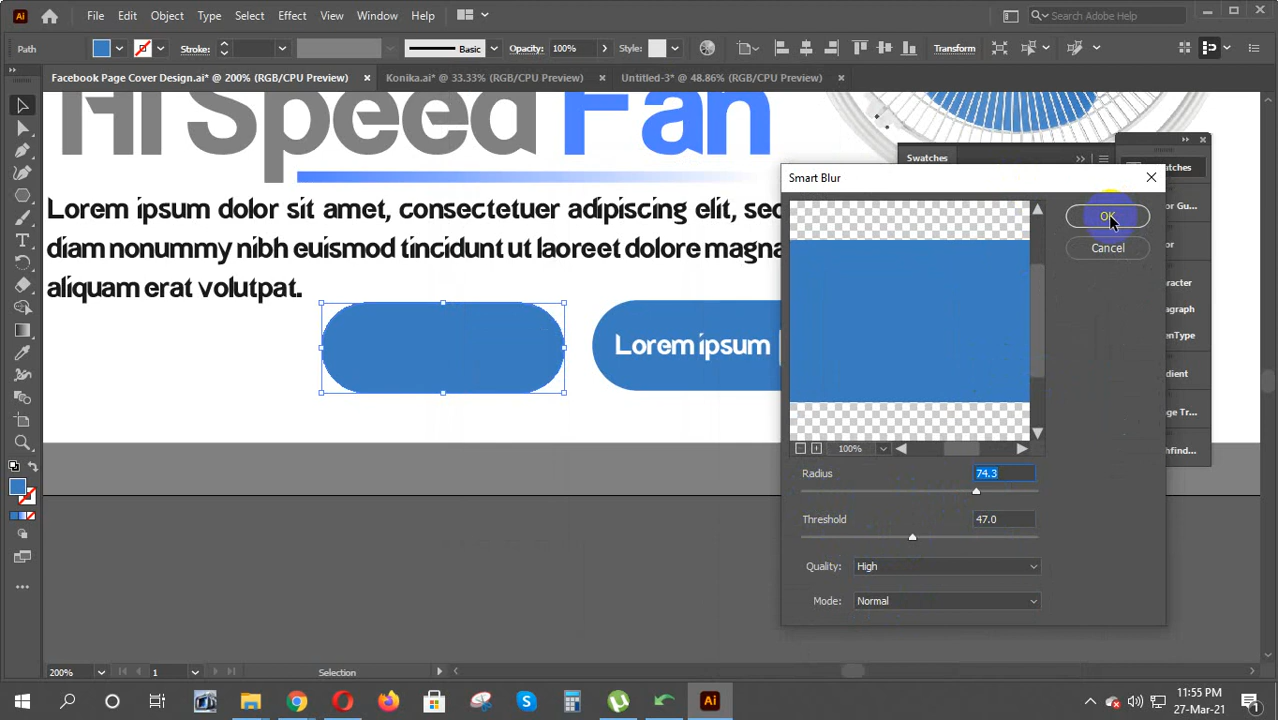 File Edit Object Type Select Effect View Window Help Search Adobe Help
Path Stroke: Basic Opacity: 100% Style: Transform
Facebook Page Cover Design.ai* @ 200% (RGB/CPU Preview) Konika.ai* @ 33.33% (RGB/CPU Preview) Untitled-3* @ 48.86% (RGB/CPU Preview)
Speed Fan
Lorem ipsum dolor sit amet, consectetuer adipiscing elit, sec
diam nonummy nibh euismod tincidunt ut laoreet dolore magna
aliquam erat volutpat.
Lorem ipsum
Swatches
Smart Blur
OK
Cancel
100%
Radius 74.3
Threshold 47.0
Quality: High
Mode: Normal
200% 1 Selection
Ai
11:55 PM
27-Mar-21